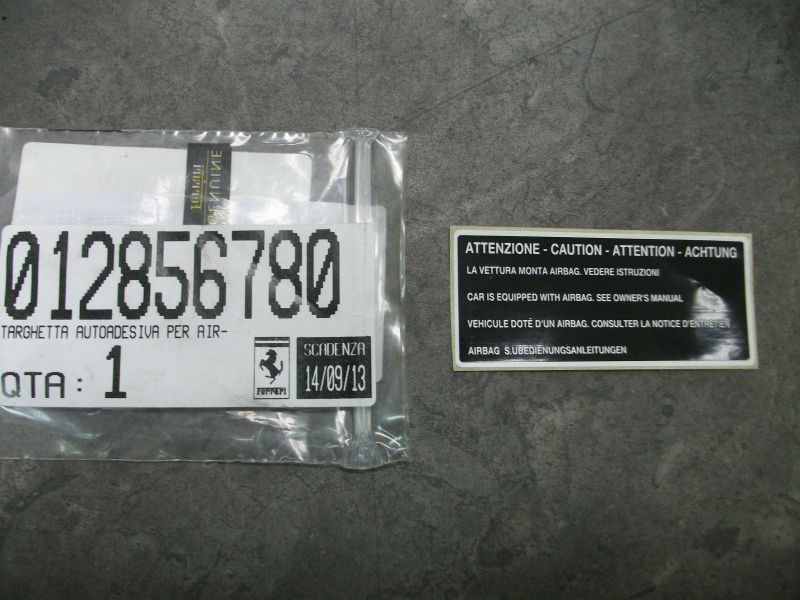 Ferrari
GENUINE
012856780
TARGHETTA AUTOADESIVA PER AIR-
QTA: 1
Ferrari
SCADENZA
14/09/13
ATTENZIONE - CAUTION - ATTENTION - ACHTUNG
LA VETTURA MONTA AIRBAG. VEDERE ISTRUZIONI
CAR IS EQUIPPED WITH AIRBAG. SEE OWNER'S MANUAL
VEHICULE DOTÉ D'UN AIRBAG. CONSULTER LA NOTICE D'ENTRETIEN
AIRBAG S.UBEDIENUNGSANLEITUNGEN